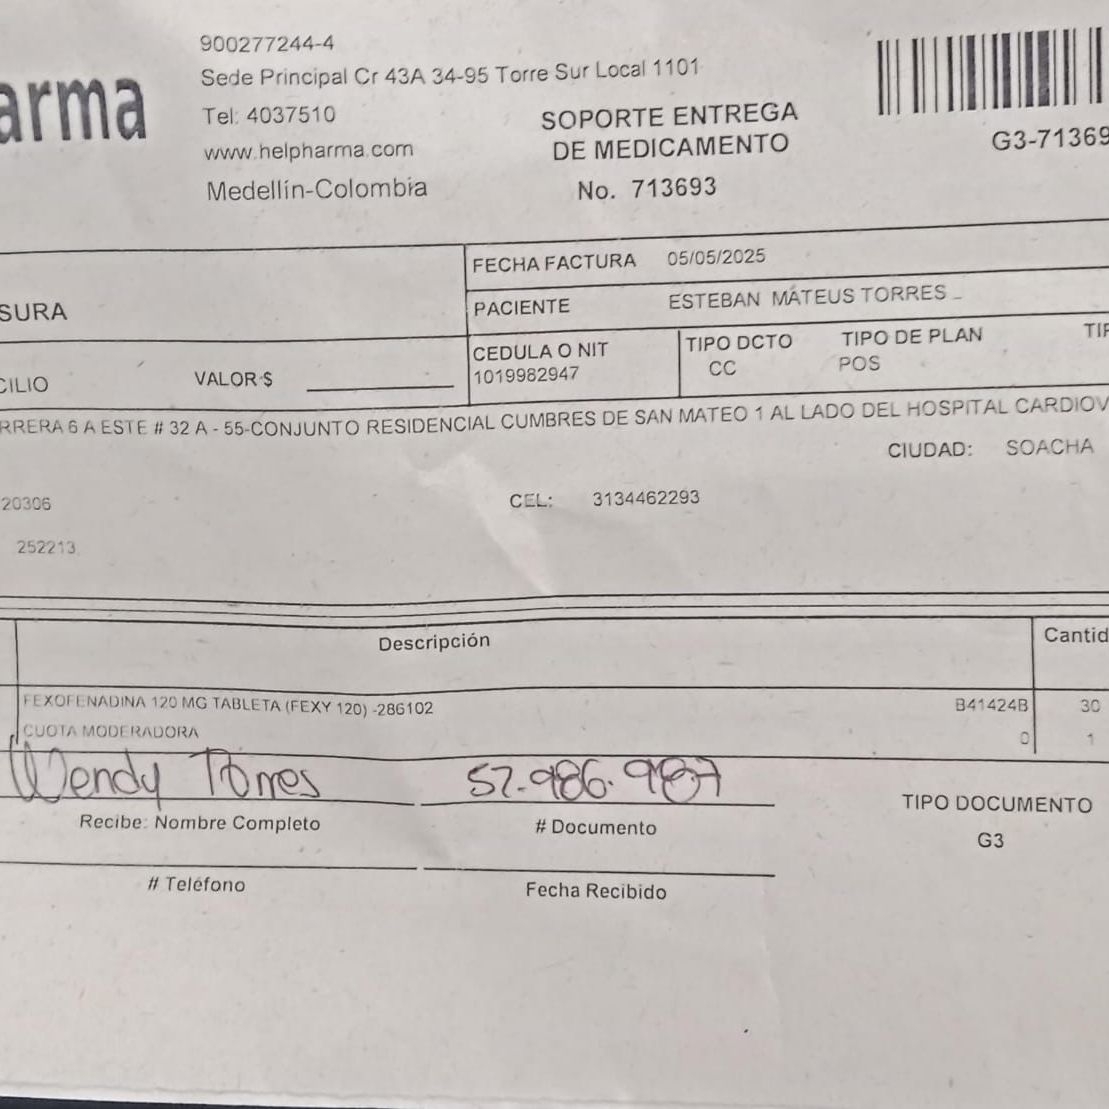 arma
900277244-4
Sede Principal Cr 43A 34-95 Torre Sur Local 1101
Tel: 4037510
www.helpharma.com
Medellín-Colombia
SOPORTE ENTREGA
DE MEDICAMENTO
No. 713693
G3-71369
SURA
FECHA FACTURA 05/05/2025
PACIENTE ESTEBAN MATEUS TORRES
CILIO VALOR $
CEDULA O NIT
1019982947
TIPO DCTO
CC
TIPO DE PLAN
POS
TIP
RRERA 6 A ESTE # 32 A - 55-CONJUNTO RESIDENCIAL CUMBRES DE SAN MATEO 1 AL LADO DEL HOSPITAL CARDIOV
CIUDAD: SOACHA
20306 CEL: 3134462293
252213
Descripción Cantid
FEXOFENADINA 120 MG TABLETA (FEXY 120) -286102 B41424B 30
CUOTA MODERADORA 0 1
Wendy Torres 52.986.987
Recibe: Nombre Completo # Documento
TIPO DOCUMENTO
G3
# Teléfono Fecha Recibido